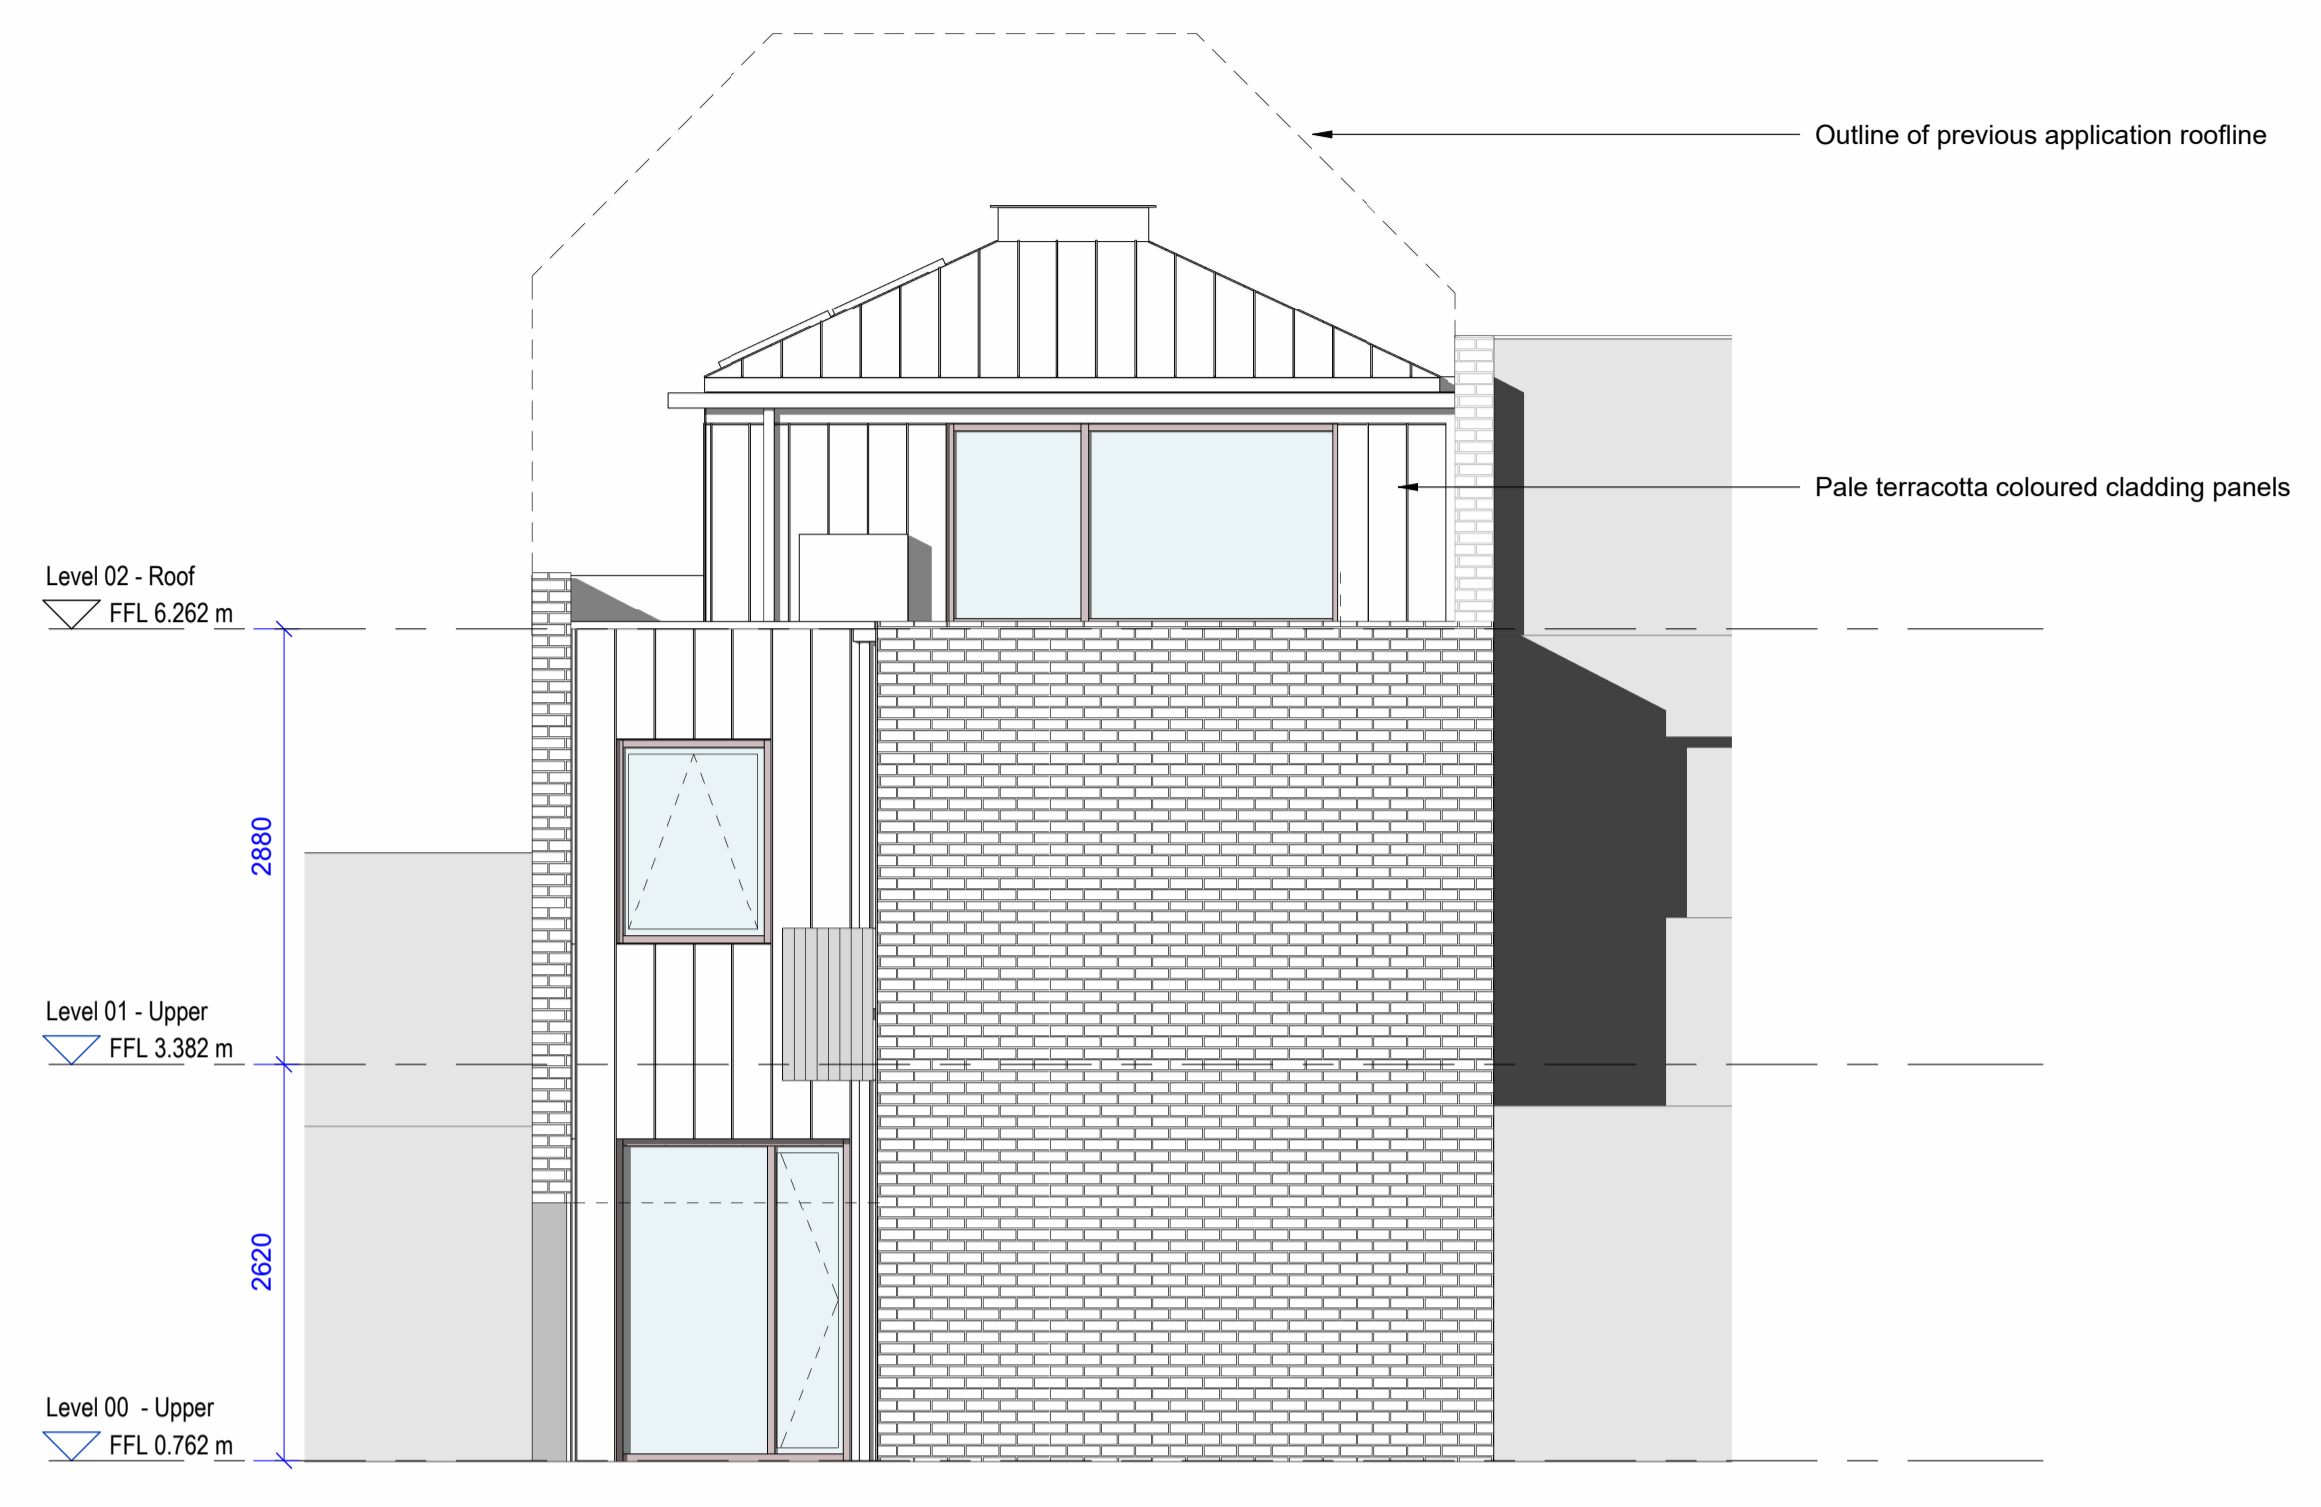 Outline of previous application roofline
Pale terracotta coloured cladding panels
Level 02 - Roof
FFL 6.262 m
2880
Level 01 - Upper
FFL 3.382 m
2620
Level 00 - Upper
FFL 0.762 m